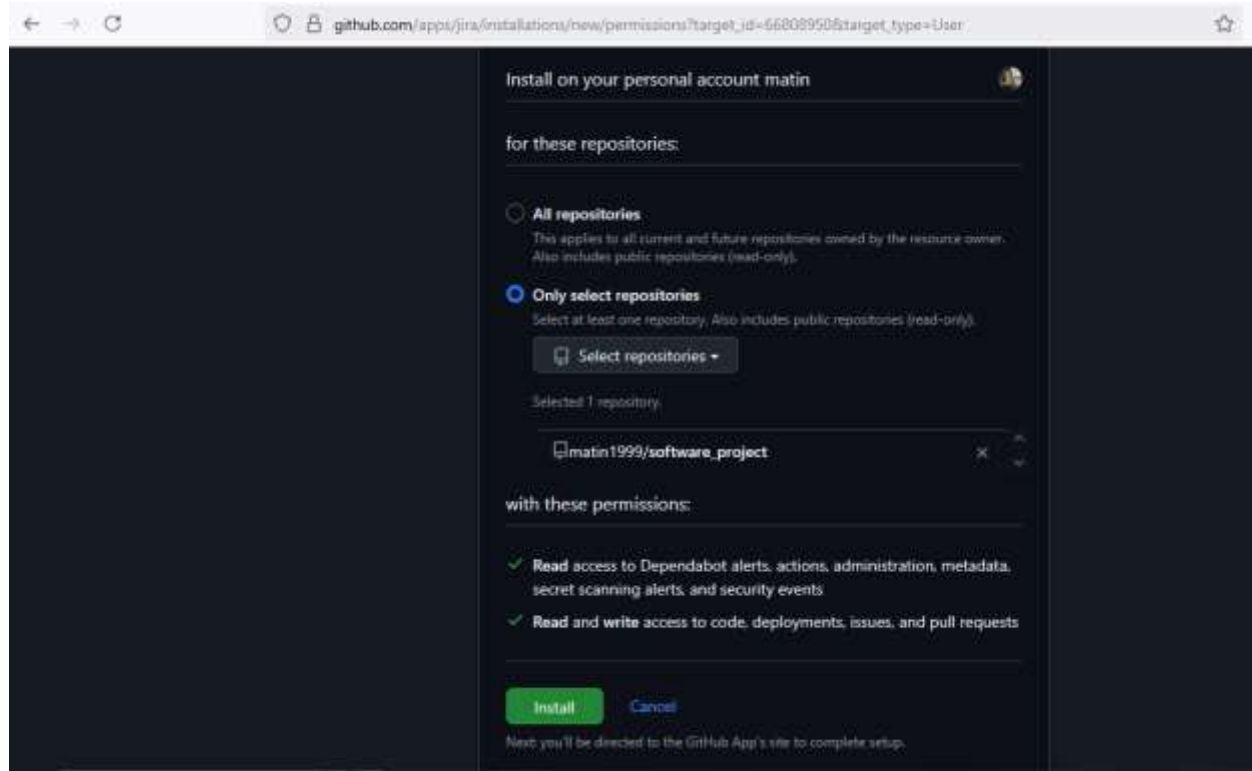 github.com/apps/jira/installations/new/permissions?target_id=66808950&target_type=User
Install on your personal account matin
for these repositories:
All repositories
This applies to all current and future repositories owned by the resource owner.
Also includes public repositories (read-only).
Only select repositories
Select at least one repository. Also includes public repositories (read-only).
Select repositories
Selected 1 repository.
matin1999/software_project
with these permissions:
Read access to Dependabot alerts, actions, administration, metadata,
secret scanning alerts, and security events
Read and write access to code, deployments, issues, and pull requests
Install Cancel
Next: you'll be directed to the GitHub App's site to complete setup.